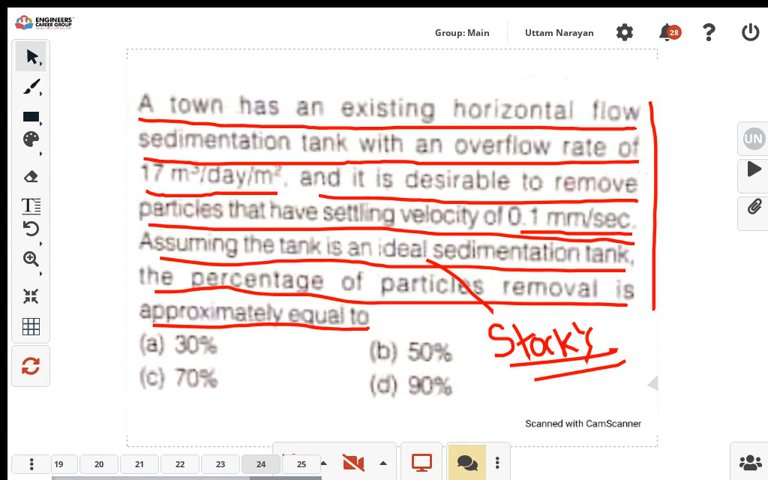 ENGINEERS
CAREER GROUP
Group: Main
Uttam Narayan
28
A town has an existing horizontal flow
sedimentation tank with an overflow rate of
17 m³/day/m², and it is desirable to remove
particles that have settling velocity of 0.1 mm/sec.
Assuming the tank is an ideal sedimentation tank,
the percentage of particles removal is
approximately equal to
Stock's
(a) 30%
(b) 50%
(c) 70%
(d) 90%
Scanned with CamScanner
UN
19 20 21 22 23 24 25